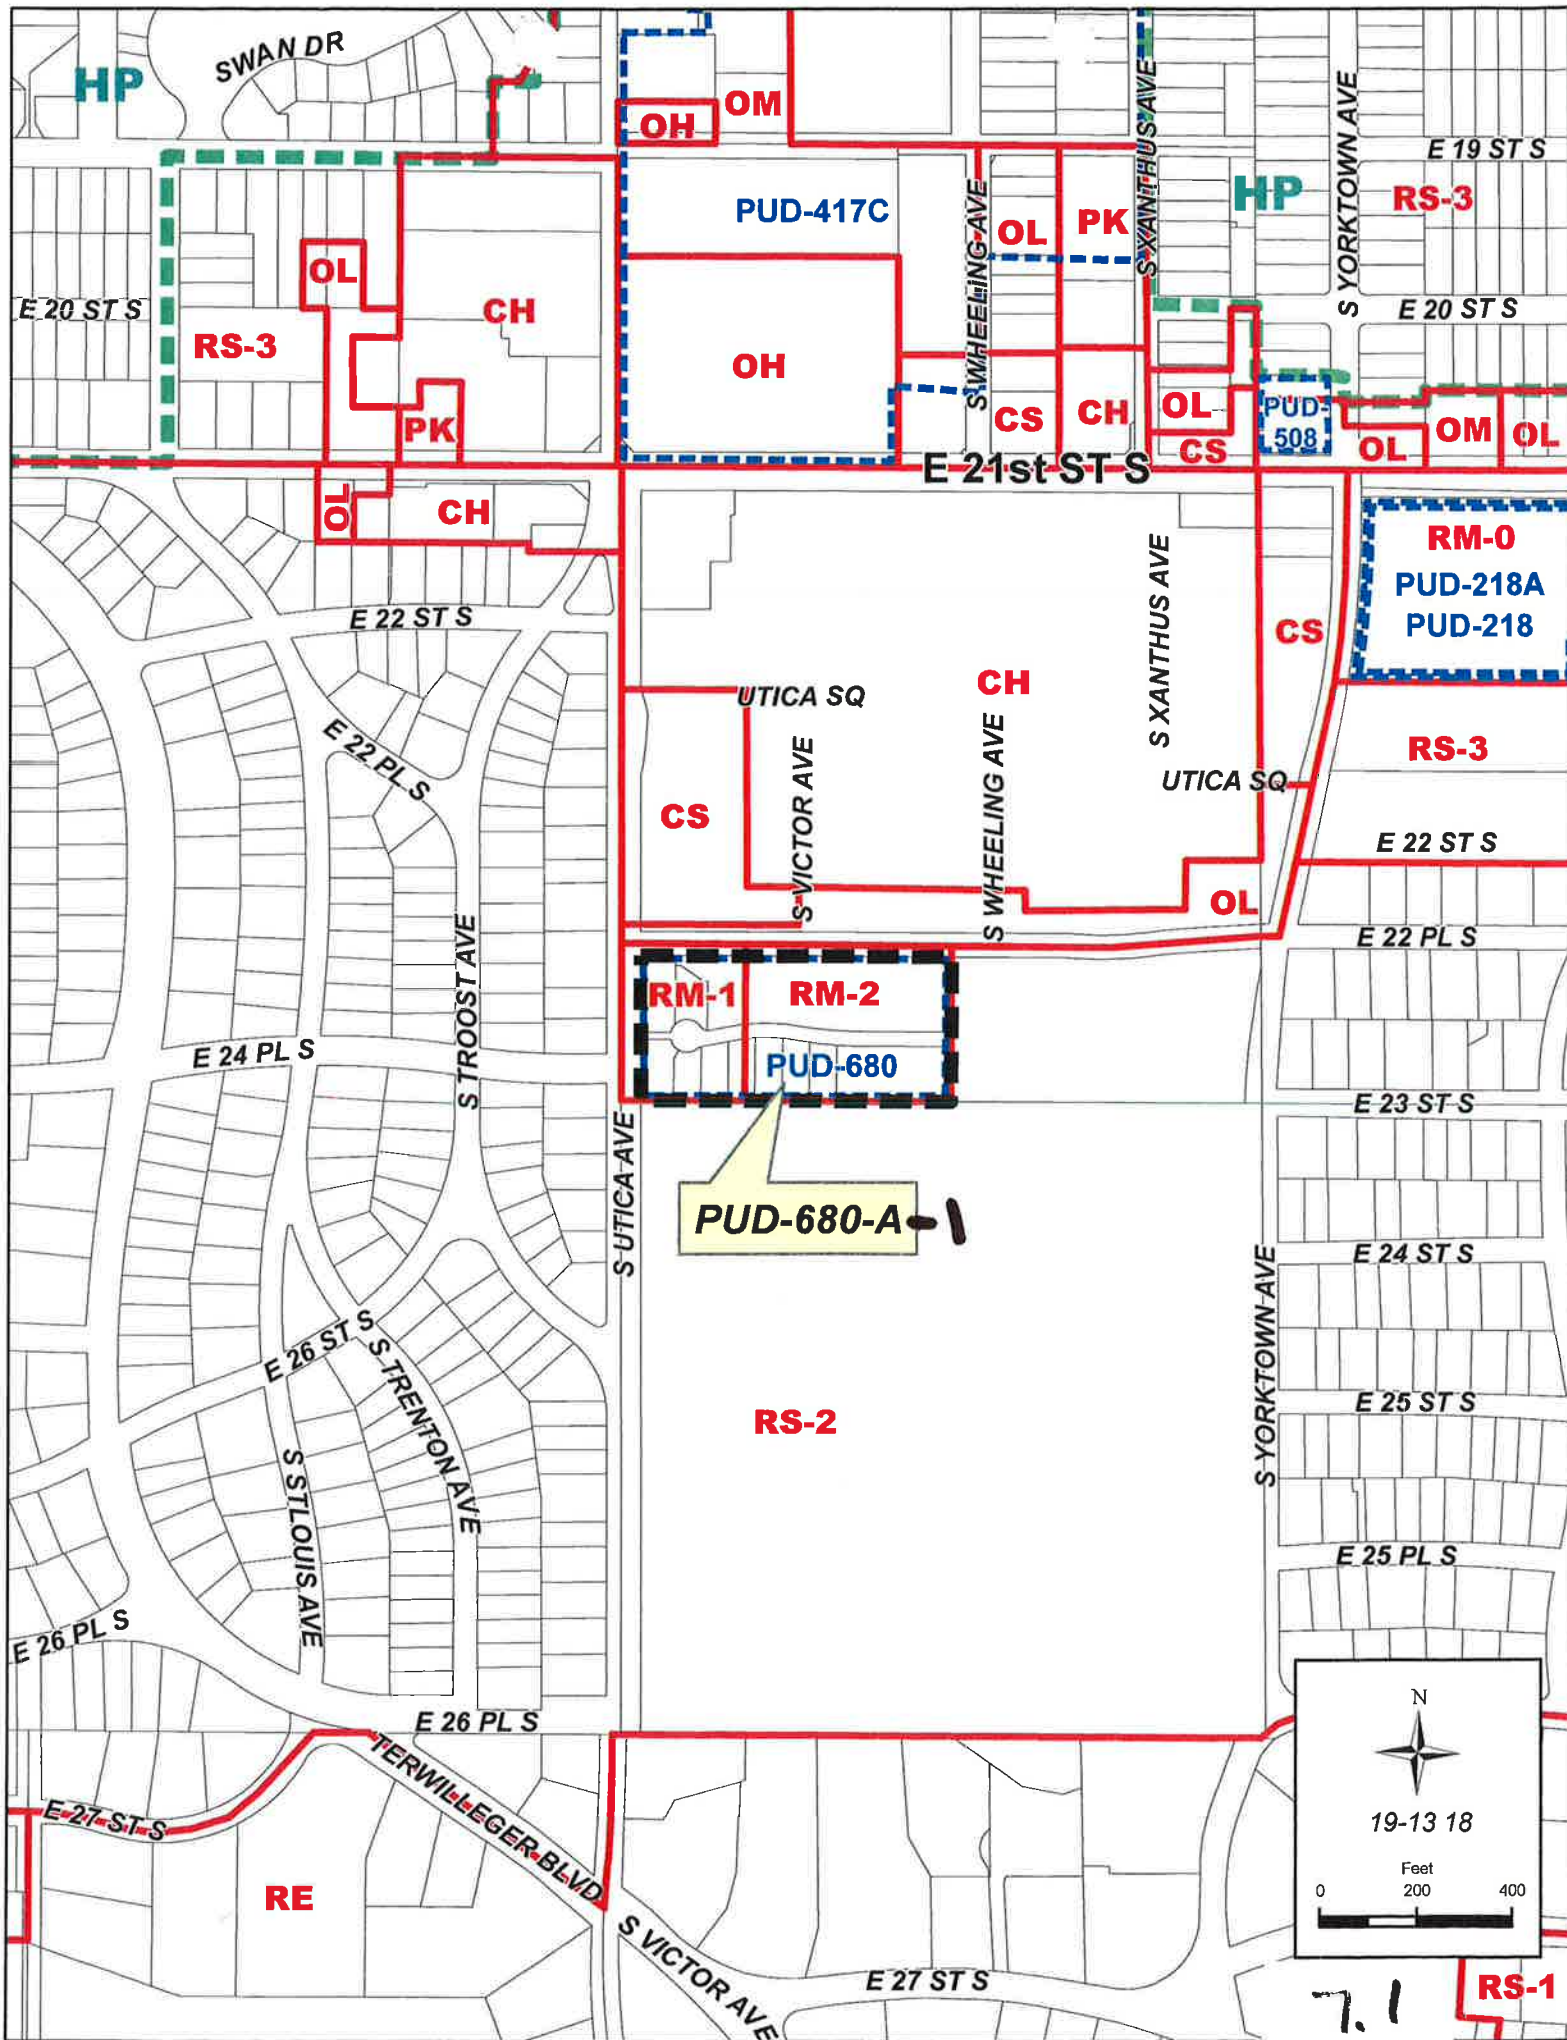 SWAN DR
HP
OH
OM
S XANTHUS AVE
S YORKTOWN AVE
E 19 ST S
PUD-417C
S WHEELING AVE
OL
PK
HP
RS-3
E 20 ST S
RS-3
OL
CH
OH
E 20 ST S
PK
CS
CH
OL
CS
PUD-
508
OL
OM
OL
E 21st ST S
OL
CH
RM-0
PUD-218A
PUD-218
E 22 ST S
CS
S XANTHUS AVE
UTICA SQ
CH
E 22 PL S
RS-3
UTICA SQ
CS
S VICTOR AVE
S WHEELING AVE
E 22 ST S
OL
E 22 PL S
S TROOST AVE
RM-1
RM-2
E 24 PL S
PUD-680
E 23 ST S
S UTICA AVE
PUD-680-A-1
E 24 ST S
S YORKTOWN AVE
E 26 ST S
S TRENTON AVE
RS-2
E 25 ST S
S STLOUIS AVE
E 25 PL S
E 26 PL S
E 26 PL S
TERWILLEGER BLVD
E 27 ST S
RE
S VICTOR AVE
E 27 ST S
N
19-13 18
Feet
0 200 400
RS-1
7.1